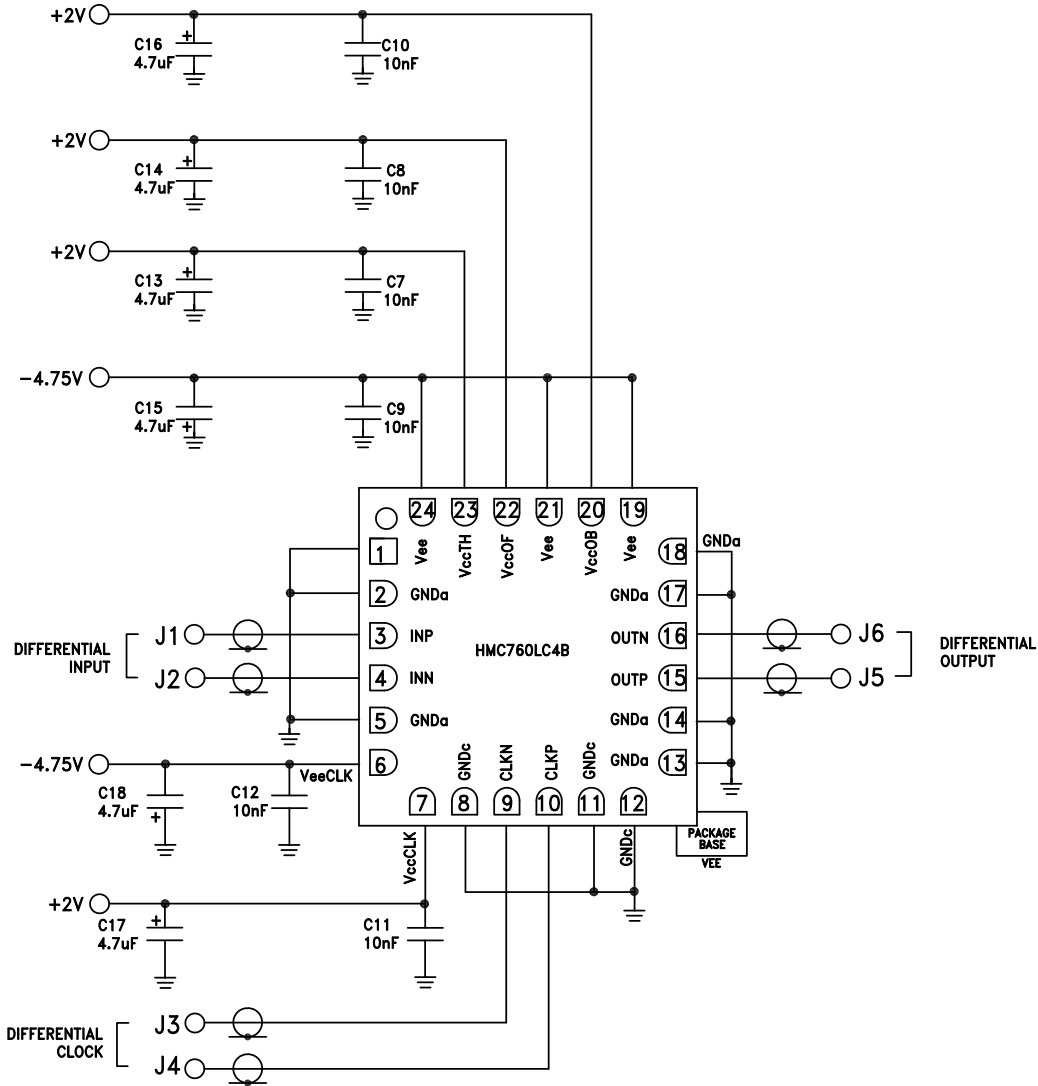 +2V
C16
4.7uF
+
C10
10nF
+2V
C14
4.7uF
+
C8
10nF
+2V
C13
4.7uF
+
C7
10nF
-4.75V
C15
4.7uF
+
C9
10nF
24
23
22
21
20
19
Vee
VccTH
VccOF
Vee
VccOB
Vee
1
2
GNDa
3
INP
4
INN
5
GNDa
6
VeeCLK
HMC760LC4B
18
GNDa
17
GNDa
16
OUTN
15
OUTP
14
GNDa
13
GNDa
J1
J2
DIFFERENTIAL
INPUT
J6
J5
DIFFERENTIAL
OUTPUT
GNDc
CLKN
CLKP
GNDc
7
8
9
10
11
12
VccCLK
GNDc
PACKAGE
BASE
VEE
-4.75V
C18
4.7uF
+
C12
10nF
+2V
C17
4.7uF
+
C11
10nF
J3
J4
DIFFERENTIAL
CLOCK